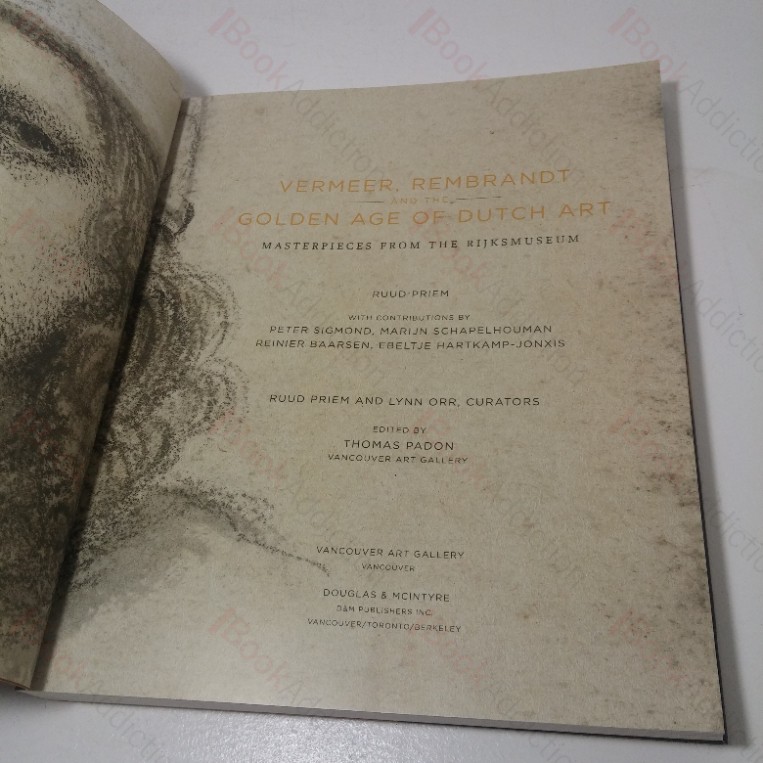 VERMEER, REMBRANDT
AND THE
GOLDEN AGE OF DUTCH ART
MASTERPIECES FROM THE RIJKSMUSEUM
RUUD PRIEM
WITH CONTRIBUTIONS BY
PETER SIGMOND, MARIJN SCHAPELHOUMAN
REINIER BAARSEN, EBELTJE HARTKAMP-JONXIS
RUUD PRIEM AND LYNN ORR, CURATORS
EDITED BY
THOMAS PADON
VANCOUVER ART GALLERY
VANCOUVER ART GALLERY
VANCOUVER
DOUGLAS & MCINTYRE
D&M PUBLISHERS INC.
VANCOUVER/TORONTO/BERKELEY
BookAddiction